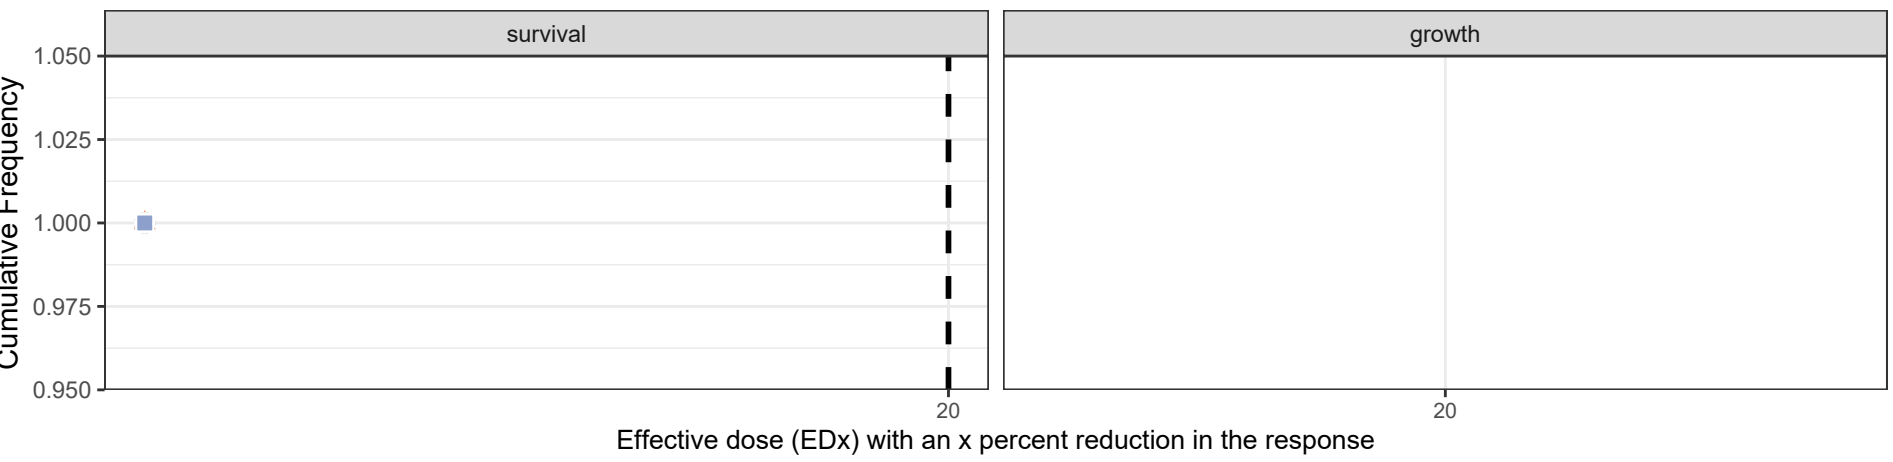 survival
growth
Cumulative Frequency
1.050
1.025
1.000
0.975
0.950
20
20
Effective dose (EDx) with an x percent reduction in the response